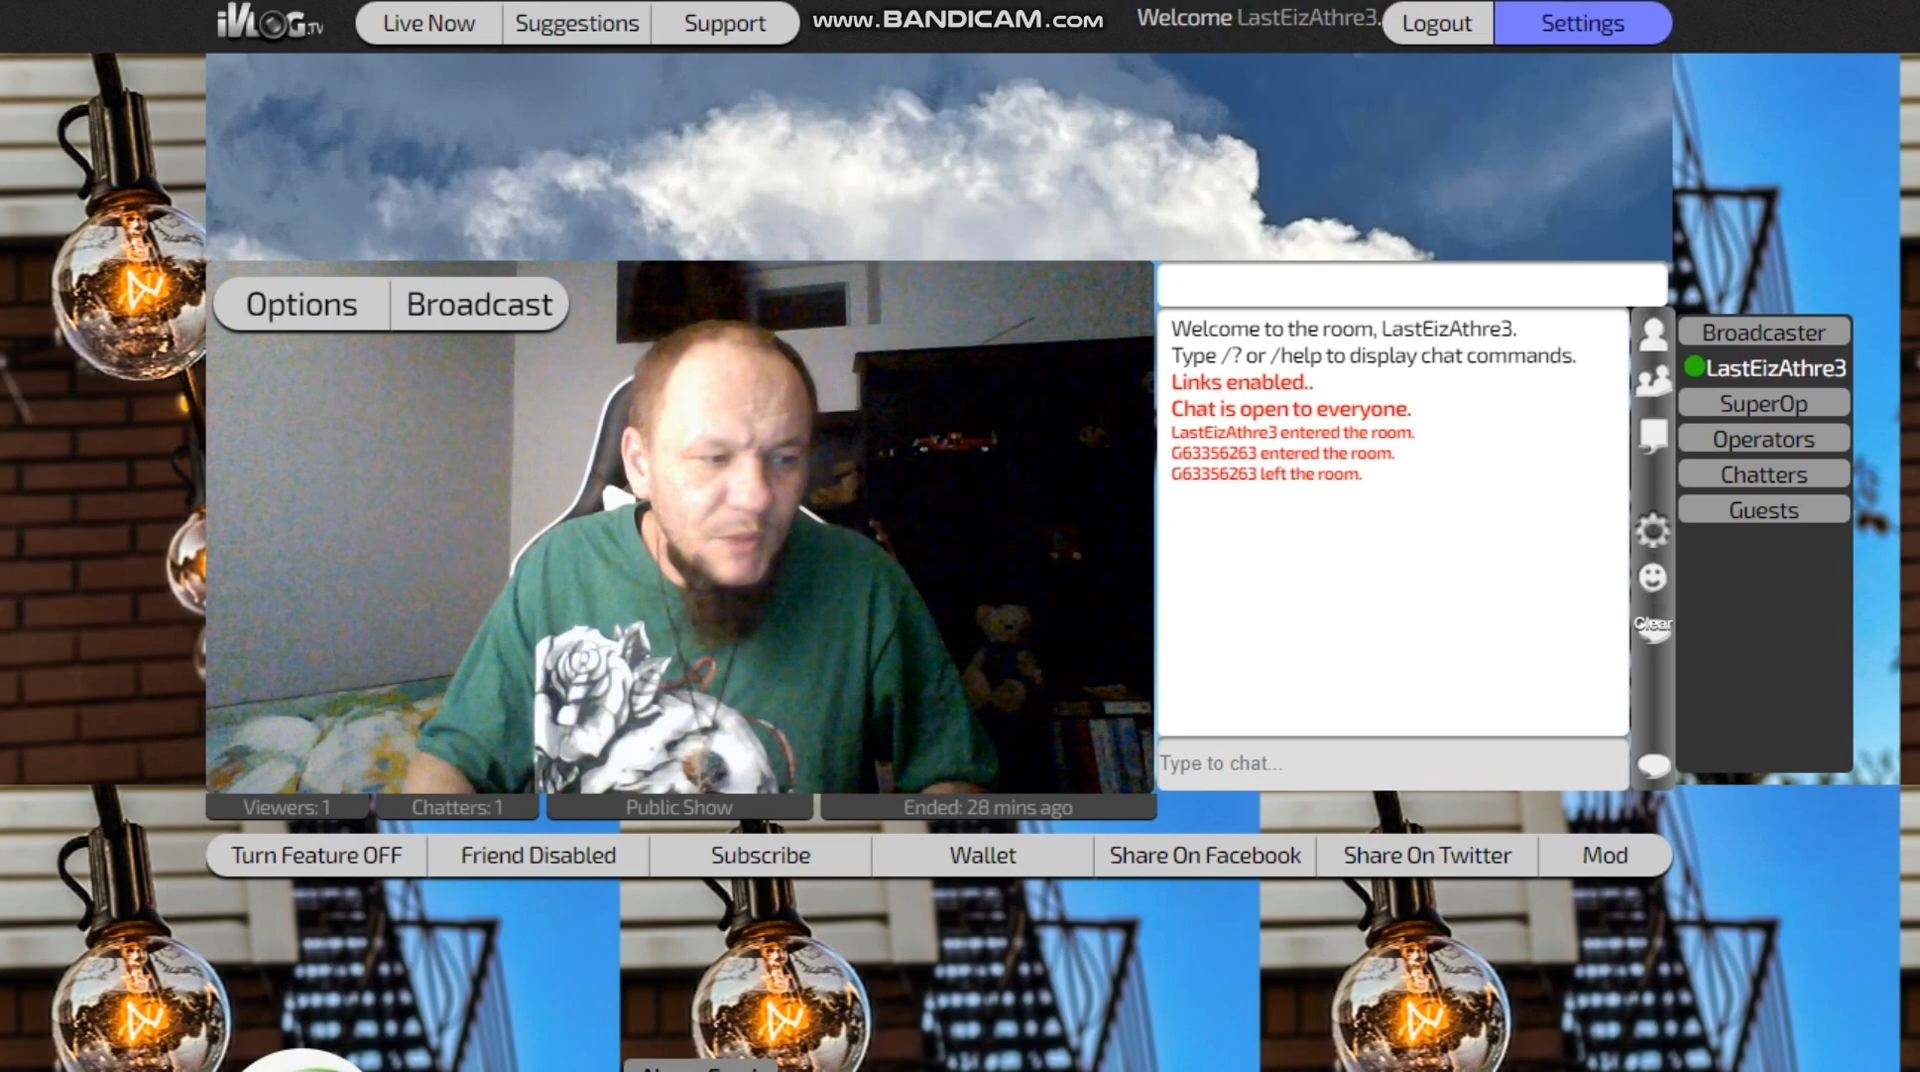 iVLOG.TV
Live Now
Suggestions
Support
www.BANDICAM.com
Welcome LastEizAthre3.
Logout
Settings
Options
Broadcast
Welcome to the room, LastEizAthre3.
Type /? or /help to display chat commands.
Links enabled..
Chat is open to everyone.
LastEizAthre3 entered the room.
G63356263 entered the room.
G63356263 left the room.
Clear
Type to chat...
Broadcaster
LastEizAthre3
SuperOp
Operators
Chatters
Guests
Viewers: 1
Chatters: 1
Public Show
Ended: 28 mins ago
Turn Feature OFF
Friend Disabled
Subscribe
Wallet
Share On Facebook
Share On Twitter
Mod